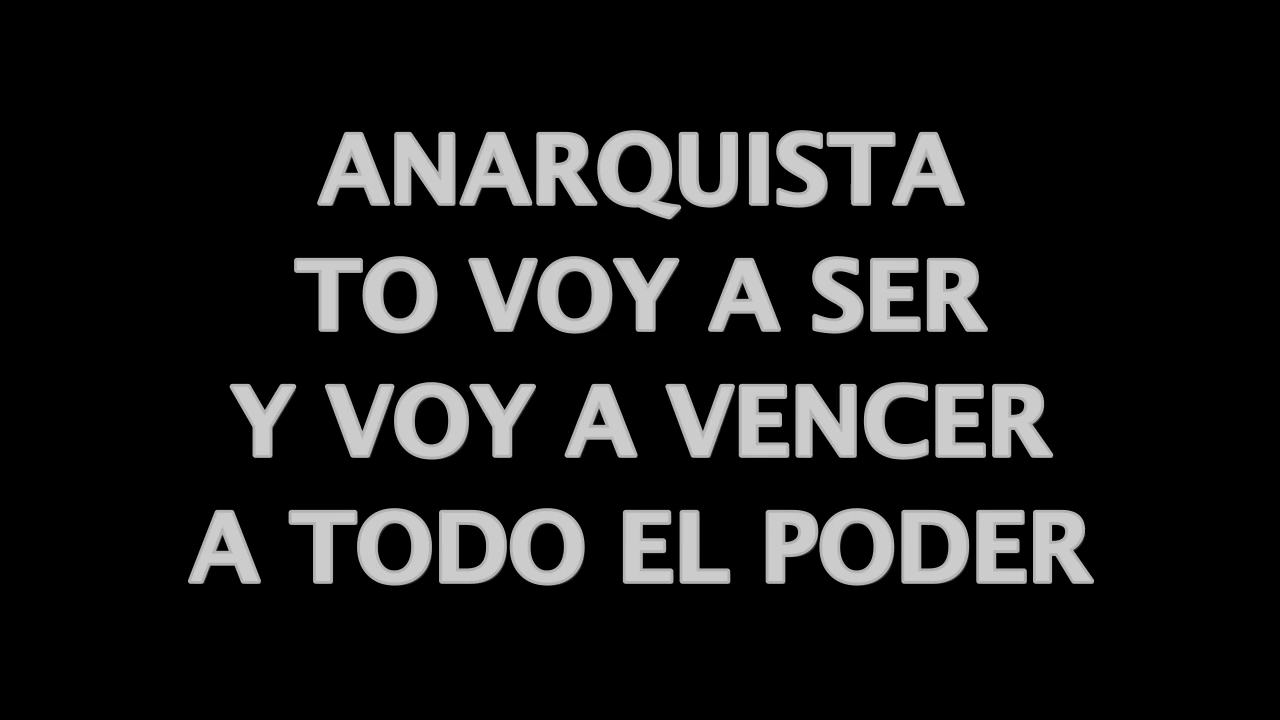 ANARQUISTA
TO VOY A SER
Y VOY A VENCER
A TODO EL PODER